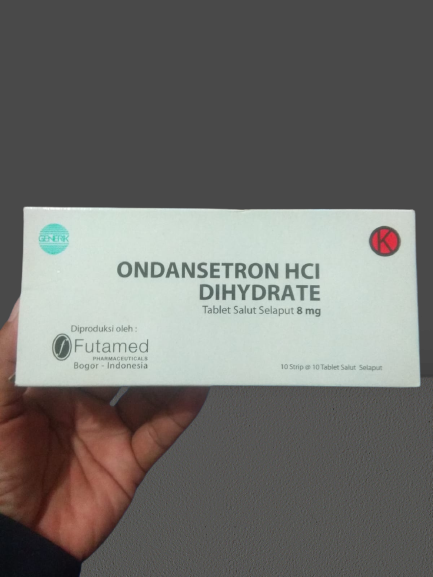 GENERIK
K
ONDANSETRON HCl
DIHYDRATE
Tablet Salut Selaput 8 mg
Diproduksi oleh :
Futamed
PHARMACEUTICALS
Bogor - Indonesia
10 Strip @ 10 Tablet Salut Selaput